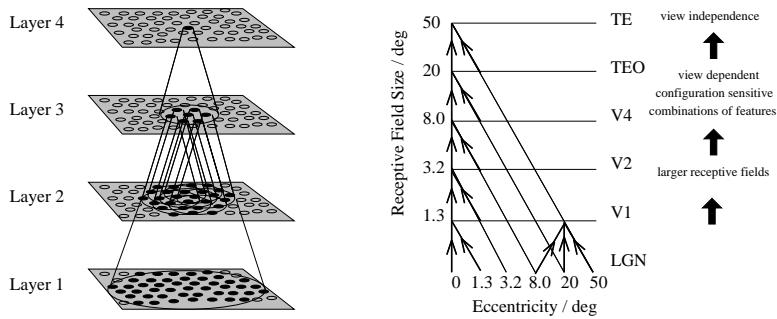 Layer 4
Layer 3
Layer 2
Layer 1
Receptive Field Size / deg
50
20
8.0
3.2
1.3
TE
TEO
V4
V2
V1
LGN
0 1.3 3.2 8.0 20 50
Eccentricity / deg
view independence
view dependent
configuration sensitive
combinations of features
larger receptive fields